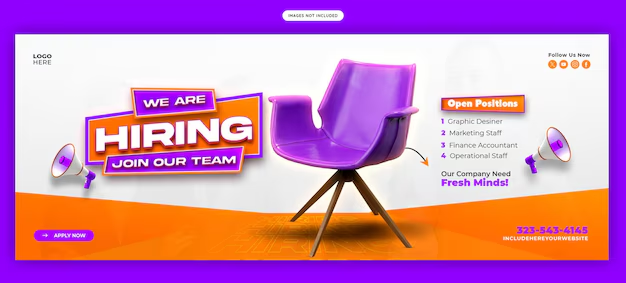 IMAGES NOT INCLUDED
LOGO
HERE
Follow Us Now
WE ARE
HIRING
JOIN OUR TEAM
Open Positions
1 Graphic Desiner
2 Marketing Staff
3 Finance Accountant
4 Operational Staff
Our Company Need
Fresh Minds!
APPLY NOW
323-543-4145
INCLUDEHEREYOURWEBSITE